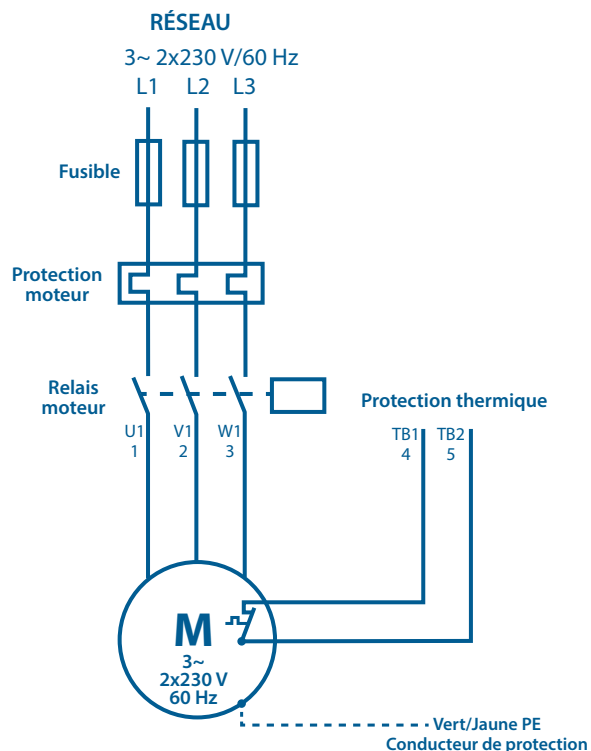 RÉSEAU
3~ 2x230 V/60 Hz
L1 L2 L3
Fusible
Protection
moteur
Relais
moteur
Protection thermique
U1 V1 W1
1 2 3
TB1 TB2
4 5
M
3~
2x230 V
60 Hz
Vert/Jaune PE
Conducteur de protection